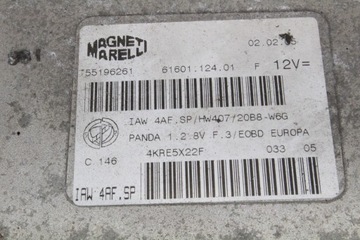 MAGNETI MARELLI
02.02.05
55196261 61601.124.01 F 12V=
IAW 4AF.SP/HW407/20B8-W6G
PANDA 1.2.8V F.3/EOBD EUROPA
C 146 4KRE5X22F 033 05
IAW 4AF.SP